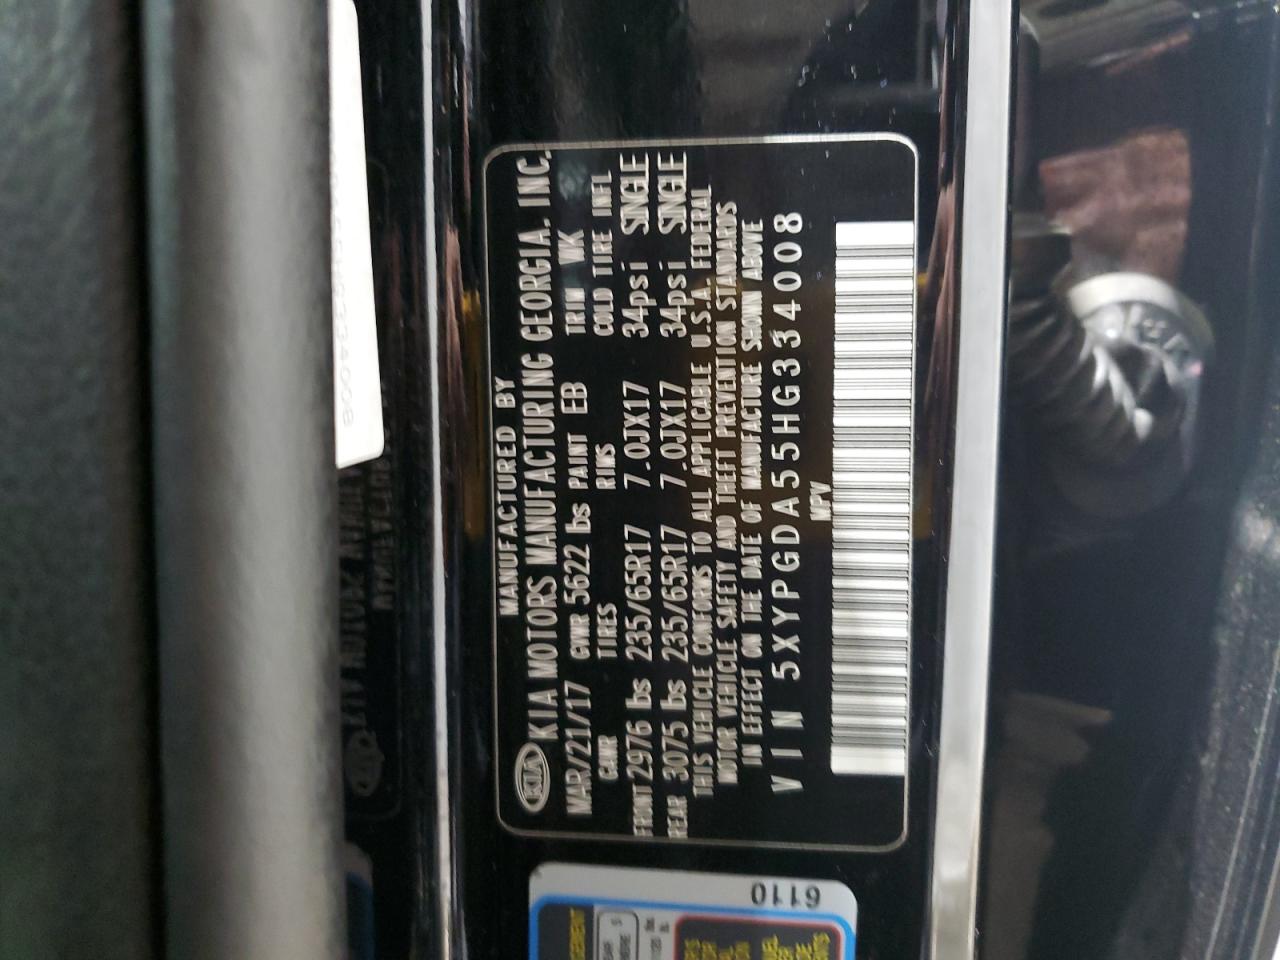 MANUFACTURED BY
KIA KIA MOTORS MANUFACTURING GEORGIA, INC.
MAR/21/17 GVWR 5622 lbs PAINT EB TRIM WK
GAWR TIRES RIMS COLD TIRE INFL
FRONT 2976 lbs 235/65R17 7.0JX17 34psi SINGLE
REAR 3075 lbs 235/65R17 7.0JX17 34psi SINGLE
THIS VEHICLE CONFORMS TO ALL APPLICABLE U.S.A. FEDERAL
MOTOR VEHICLE SAFETY AND THEFT PREVENTION STANDARDS
IN EFFECT ON THE DATE OF MANUFACTURE SHOWN ABOVE
VIN 5XYPGDA55HG334008
MPV
6110